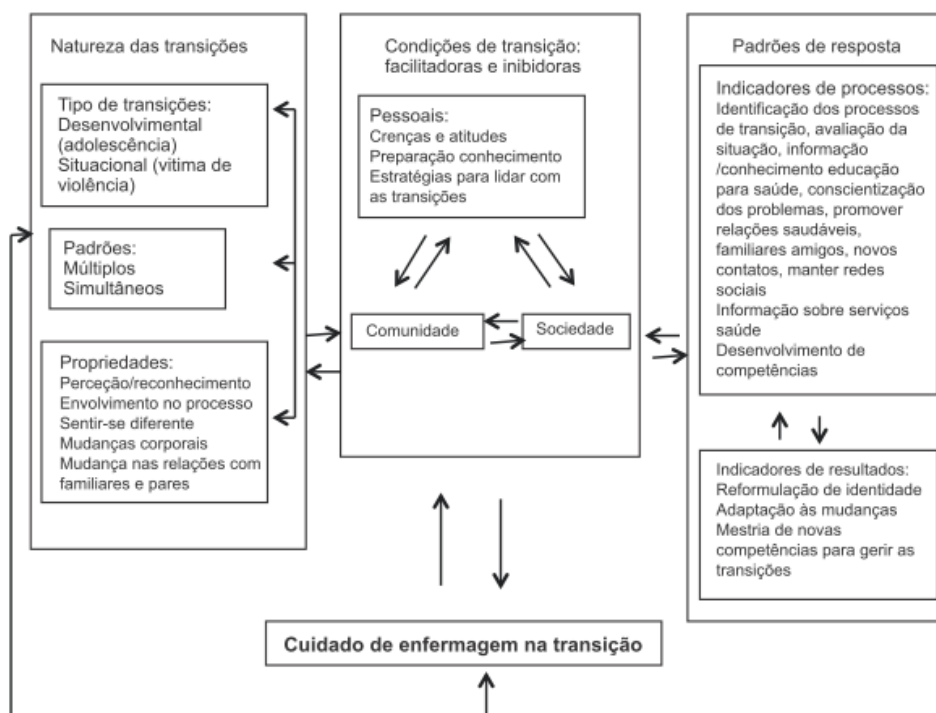 Natureza das transições
Tipo de transições:
Desenvolvimental
(adolescência)
Situacional (vitima de
violência)
Padrões:
Múltiplos
Simultâneos
Propriedades:
Perceção/reconhecimento
Envolvimento no processo
Sentir-se diferente
Mudanças corporais
Mudança nas relações com
familiares e pares
Condições de transição:
facilitadoras e inibidoras
Pessoais:
Crenças e atitudes
Preparação conhecimento
Estratégias para lidar com
as transições
Comunidade
Sociedade
Padrões de resposta
Indicadores de processos:
Identificação dos processos
de transição, avaliação da
situação, informação
/conhecimento educação
para saúde, conscientização
dos problemas, promover
relações saudáveis,
familiares amigos, novos
contatos, manter redes
sociais
Informação sobre serviços
saúde
Desenvolvimento de
competências
Indicadores de resultados:
Reformulação de identidade
Adaptação às mudanças
Mestria de novas
competências para gerir as
transições
Cuidado de enfermagem na transição